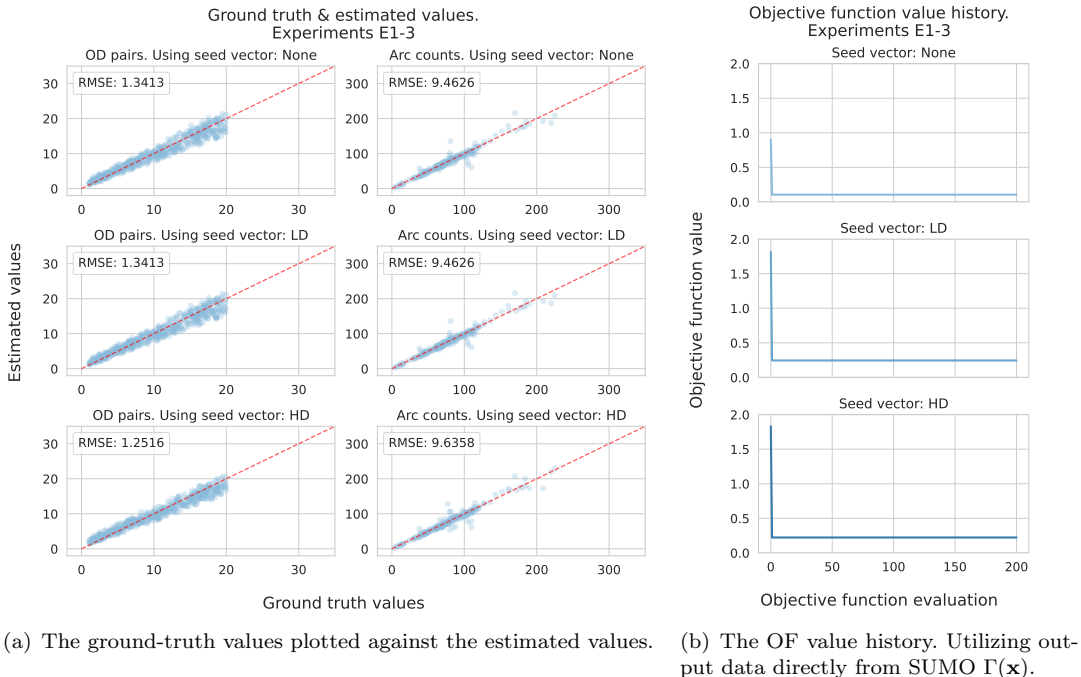 Ground truth & estimated values.
Experiments E1-3
OD pairs. Using seed vector: None
RMSE: 1.3413
30
20
10
0
0 10 20 30
Arc counts. Using seed vector: None
RMSE: 9.4626
300
200
100
0
0 100 200 300
OD pairs. Using seed vector: LD
RMSE: 1.3413
30
20
10
0
0 10 20 30
Arc counts. Using seed vector: LD
RMSE: 9.4626
300
200
100
0
0 100 200 300
OD pairs. Using seed vector: HD
RMSE: 1.2516
30
20
10
0
0 10 20 30
Arc counts. Using seed vector: HD
RMSE: 9.6358
300
200
100
0
0 100 200 300
Estimated values
Ground truth values
(a) The ground-truth values plotted against the estimated values.
Objective function value history.
Experiments E1-3
Seed vector: None
2.0
1.5
1.0
0.5
0.0
Seed vector: LD
2.0
1.5
1.0
0.5
0.0
Seed vector: HD
2.0
1.5
1.0
0.5
0.0
0 50 100 150 200
Objective function value
Objective function evaluation
(b) The OF value history. Utilizing out-
put data directly from SUMO Γ(x).